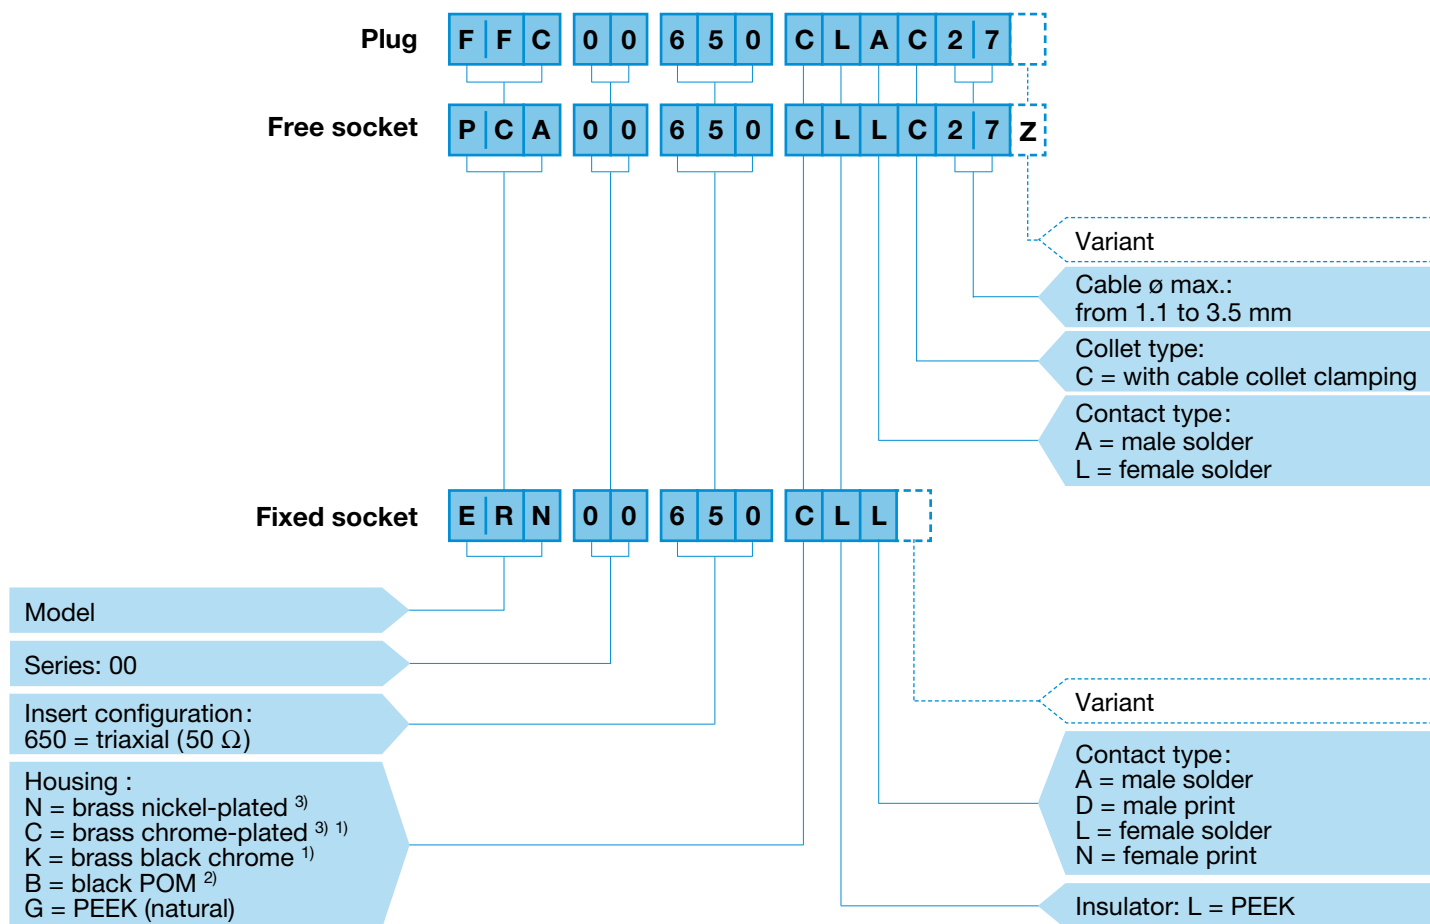 Plug F F C 0 0 6 5 0 C L A C 2 7
Free socket P C A 0 0 6 5 0 C L L C 2 7 Z
Variant
Cable ø max.:
from 1.1 to 3.5 mm
Collet type:
C = with cable collet clamping
Contact type:
A = male solder
L = female solder
Fixed socket E R N 0 0 6 5 0 C L L
Model
Series: 00
Insert configuration:
650 = triaxial (50 Ω)
Housing :
N = brass nickel-plated 3)
C = brass chrome-plated 3) 1)
K = brass black chrome 1)
B = black POM 2)
G = PEEK (natural)
Variant
Contact type:
A = male solder
D = male print
L = female solder
N = female print
Insulator: L = PEEK